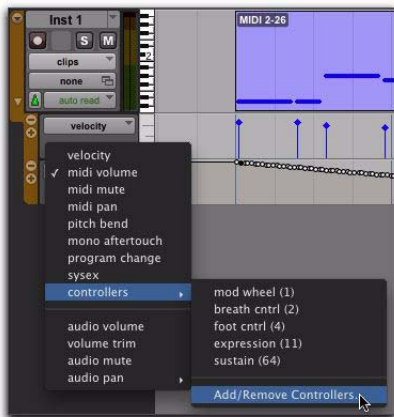 Inst 1
MIDI 2-26
S M
2
clips
none
auto read
velocity
velocity
✓ midi volume
midi mute
midi pan
pitch bend
mono aftertouch
program change
sysex
controllers
mod wheel (1)
breath cntrl (2)
foot cntrl (4)
expression (11)
sustain (64)
Add/Remove Controllers...
audio volume
volume trim
audio mute
audio pan